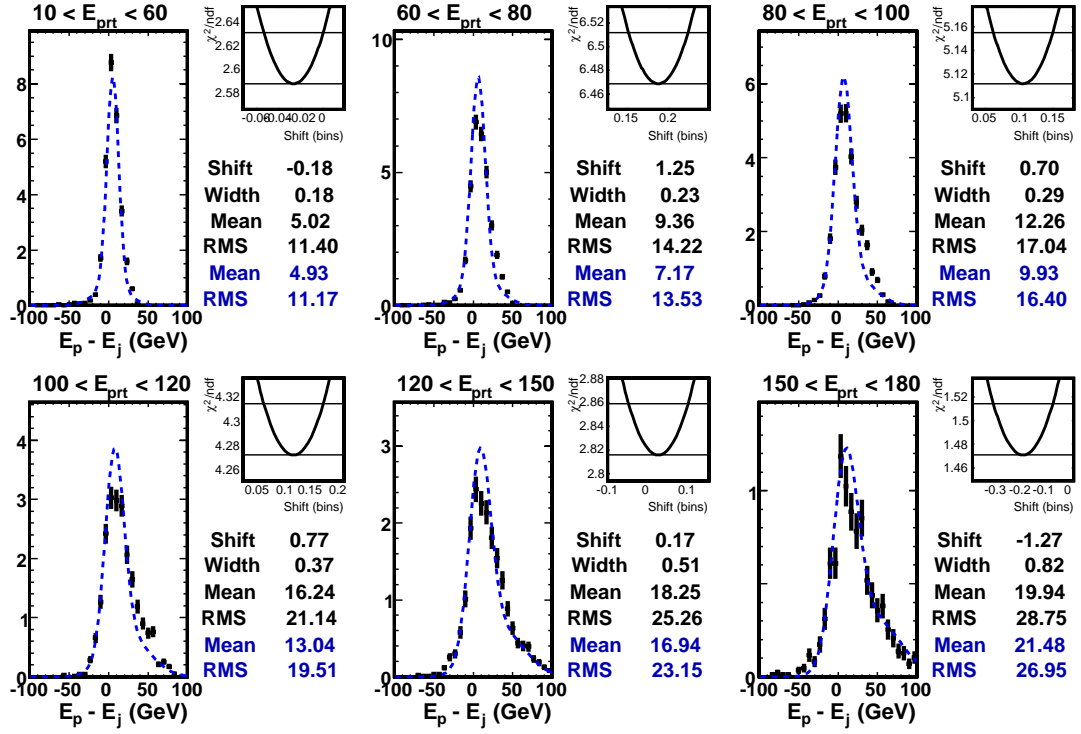 10 < E_prt < 60
χ²/ndf
2.64
2.62
2.6
2.58
-0.06-0.04-0.02 0
Shift (bins)
8
6
4
2
0
-100 -50 0 50 100
E_p - E_j (GeV)
Shift -0.18
Width 0.18
Mean 5.02
RMS 11.40
Mean 4.93
RMS 11.17
60 < E_prt < 80
χ²/ndf
6.52
6.5
6.48
6.46
0.15 0.2
Shift (bins)
10
5
0
-100 -50 0 50 100
E_p - E_j (GeV)
Shift 1.25
Width 0.23
Mean 9.36
RMS 14.22
Mean 7.17
RMS 13.53
80 < E_prt < 100
χ²/ndf
5.16
5.14
5.12
5.1
0.05 0.1 0.15
Shift (bins)
6
4
2
0
-100 -50 0 50 100
E_p - E_j (GeV)
Shift 0.70
Width 0.29
Mean 12.26
RMS 17.04
Mean 9.93
RMS 16.40
100 < E_prt < 120
χ²/ndf
4.32
4.3
4.28
4.26
0.05 0.1 0.15 0.2
Shift (bins)
4
3
2
1
0
-100 -50 0 50 100
E_p - E_j (GeV)
Shift 0.77
Width 0.37
Mean 16.24
RMS 21.14
Mean 13.04
RMS 19.51
120 < E_prt < 150
χ²/ndf
2.88
2.86
2.84
2.82
2.8
-0.1 0 0.1
Shift (bins)
3
2
1
0
-100 -50 0 50 100
E_p - E_j (GeV)
Shift 0.17
Width 0.51
Mean 18.25
RMS 25.26
Mean 16.94
RMS 23.15
150 < E_prt < 180
χ²/ndf
1.52
1.5
1.48
1.46
-0.3 -0.2 -0.1 0
Shift (bins)
1
0
-100 -50 0 50 100
E_p - E_j (GeV)
Shift -1.27
Width 0.82
Mean 19.94
RMS 28.75
Mean 21.48
RMS 26.95